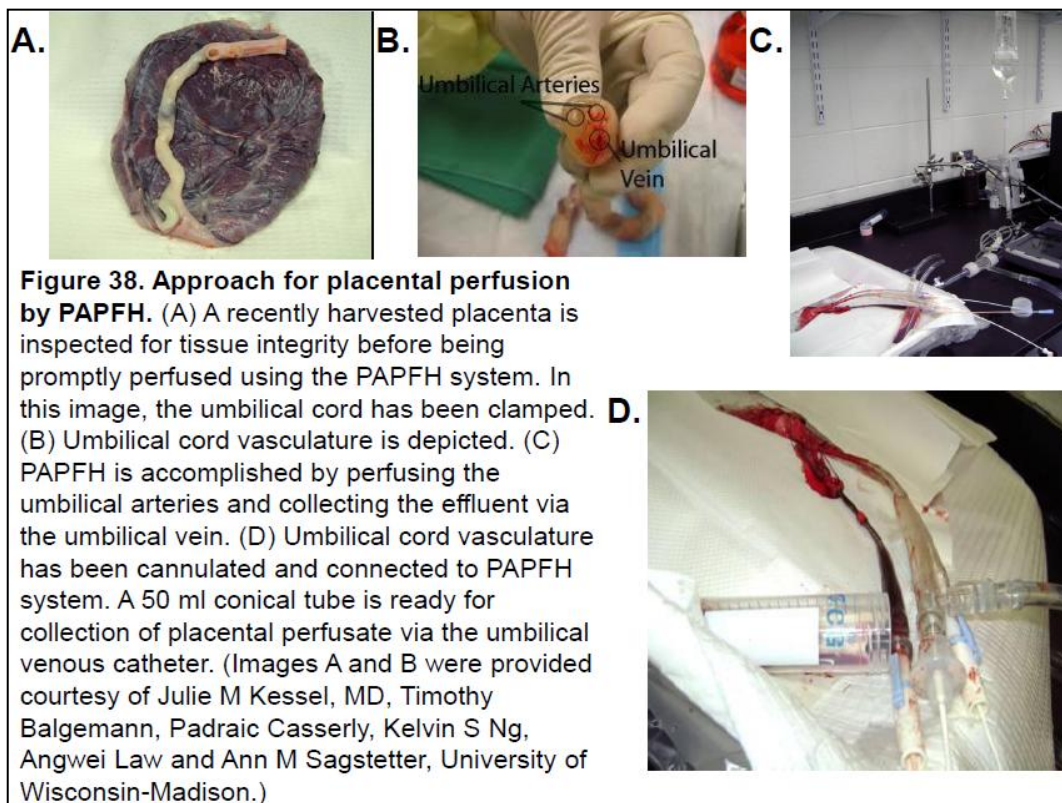 A.
B.
C.
Umbilical Arteries
Umbilical
Vein
Figure 38. Approach for placental perfusion
by PAPFH. (A) A recently harvested placenta is
inspected for tissue integrity before being
promptly perfused using the PAPFH system. In
this image, the umbilical cord has been clamped.
(B) Umbilical cord vasculature is depicted. (C)
PAPFH is accomplished by perfusing the
umbilical arteries and collecting the effluent via
the umbilical vein. (D) Umbilical cord vasculature
has been cannulated and connected to PAPFH
system. A 50 ml conical tube is ready for
collection of placental perfusate via the umbilical
venous catheter. (Images A and B were provided
courtesy of Julie M Kessel, MD, Timothy
Balgemann, Padraic Casserly, Kelvin S Ng,
Angwei Law and Ann M Sagstetter, University of
Wisconsin-Madison.)
D.